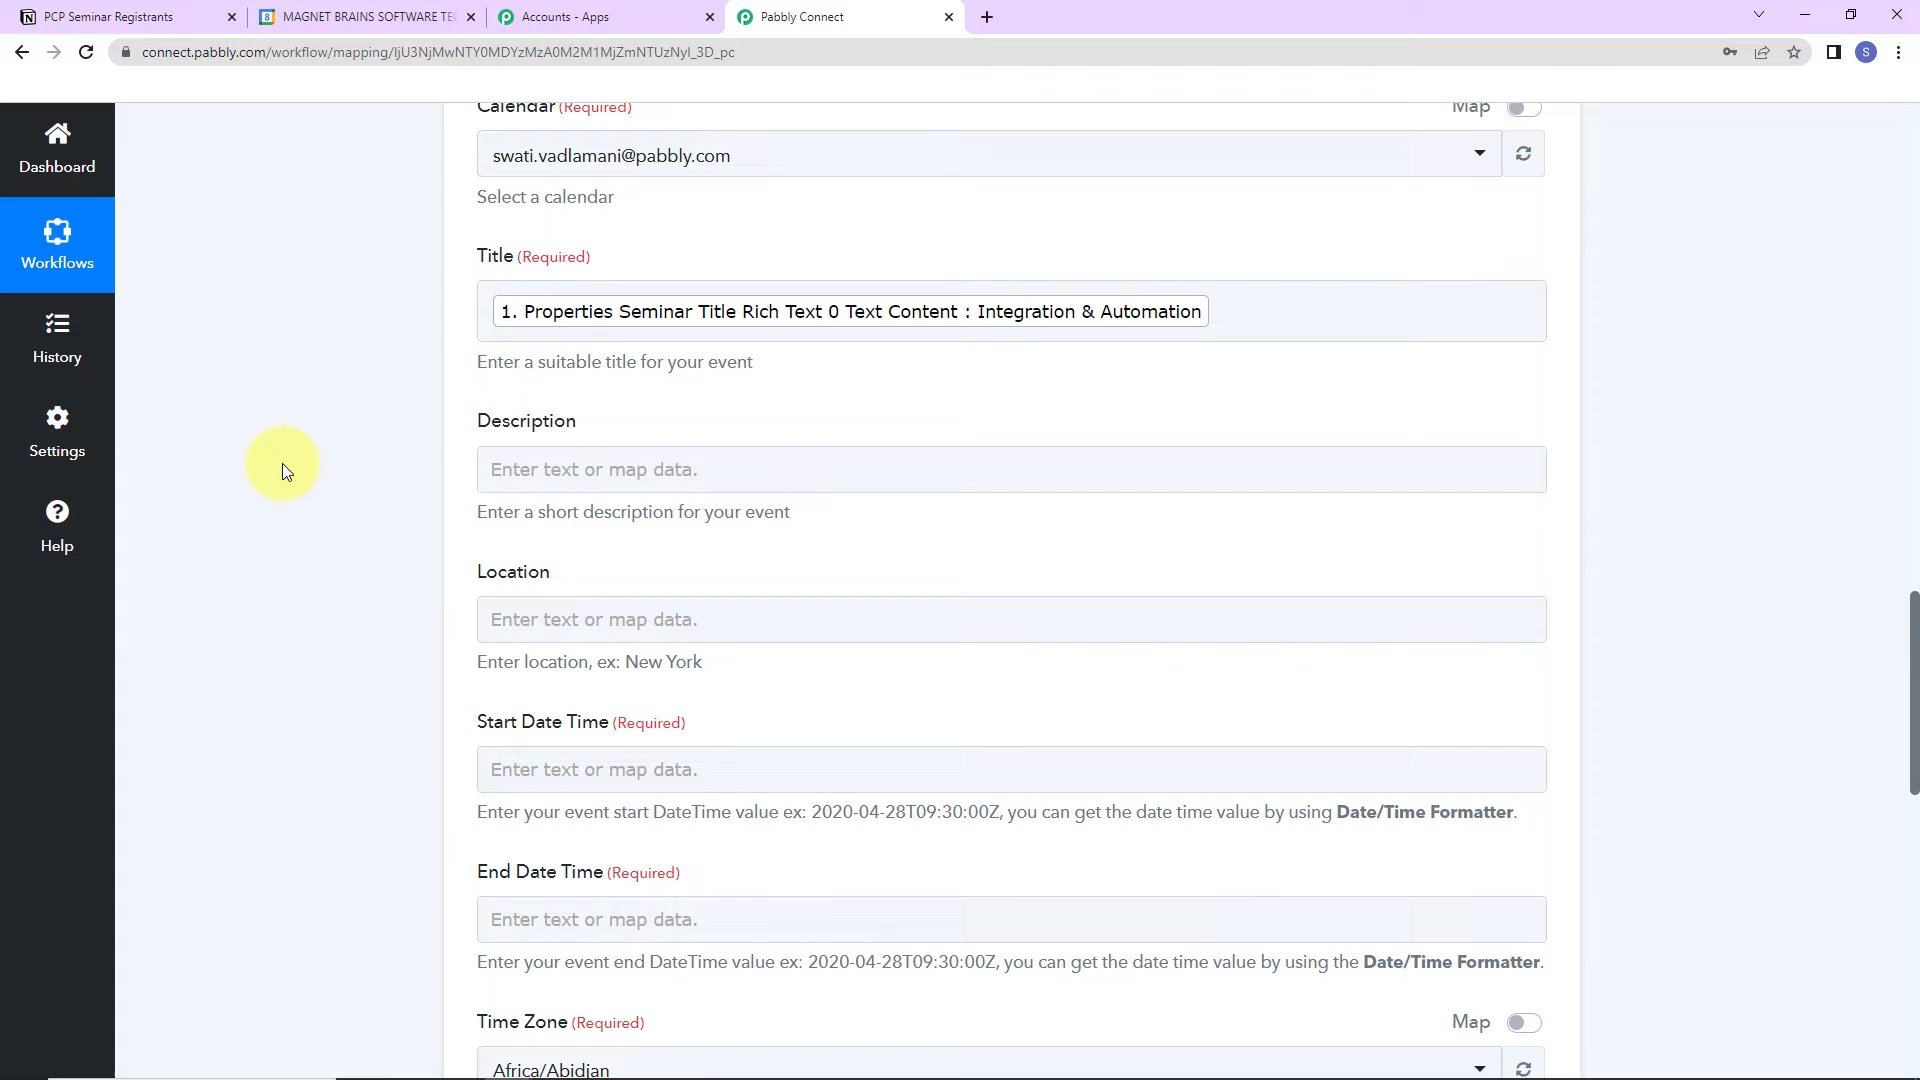 PCP Seminar Registrants
MAGNET BRAINS SOFTWARE TEC
Accounts - Apps
Pabbly Connect
connect.pabbly.com/workflow/mapping/IjU3NjMwNTY0MDYzMzA0M2M1MjZmNTUzNyI_3D_pc
S
Dashboard
Workflows
History
Settings
Help
Calendar (Required)
Map
swati.vadlamani@pabbly.com
Select a calendar
Title (Required)
1. Properties Seminar Title Rich Text 0 Text Content : Integration & Automation
Enter a suitable title for your event
Description
Enter text or map data.
Enter a short description for your event
Location
Enter text or map data.
Enter location, ex: New York
Start Date Time (Required)
Enter text or map data.
Enter your event start DateTime value ex: 2020-04-28T09:30:00Z, you can get the date time value by using Date/Time Formatter.
End Date Time (Required)
Enter text or map data.
Enter your event end DateTime value ex: 2020-04-28T09:30:00Z, you can get the date time value by using the Date/Time Formatter.
Time Zone (Required)
Map
Africa/Abidjan